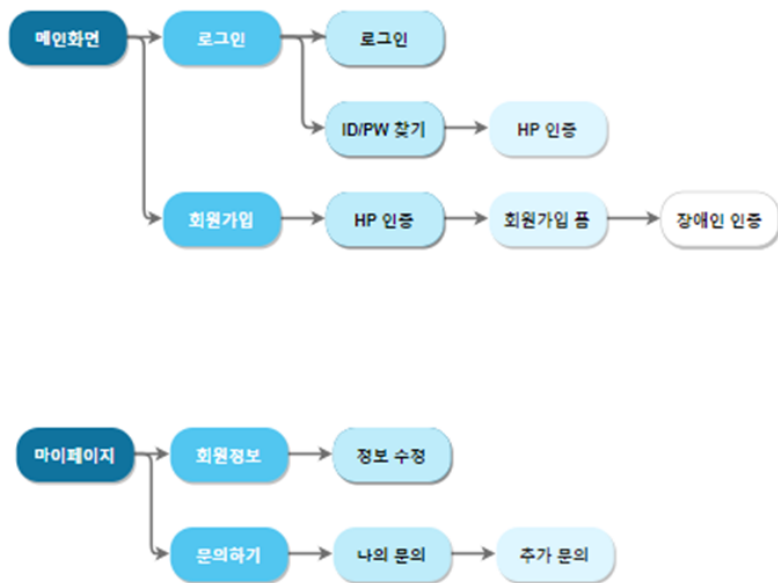 메인화면
로그인
로그인
ID/PW 찾기
HP 인증
회원가입
HP 인증
회원가입 폼
장애인 인증
마이페이지
회원정보
정보 수정
문의하기
나의 문의
추가 문의